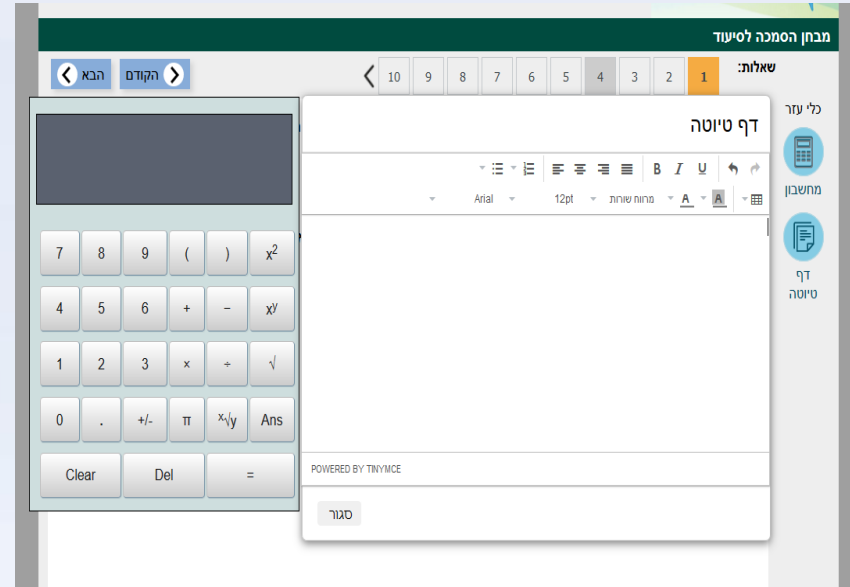 מבחן הסמכה לסיעוד
שאלות:
1 2 3 4 5 6 7 8 9 10
הקודם
הבא
כלי עזר
מחשבון
דף
טיוטה
דף טיוטה
B I U
A A מרווח שורות 12pt Arial
POWERED BY TINYMCE
סגור
7 8 9 ( ) x²
4 5 6 + − xʸ
1 2 3 × ÷ √
0 . +/- π ˣ√y Ans
Clear Del =